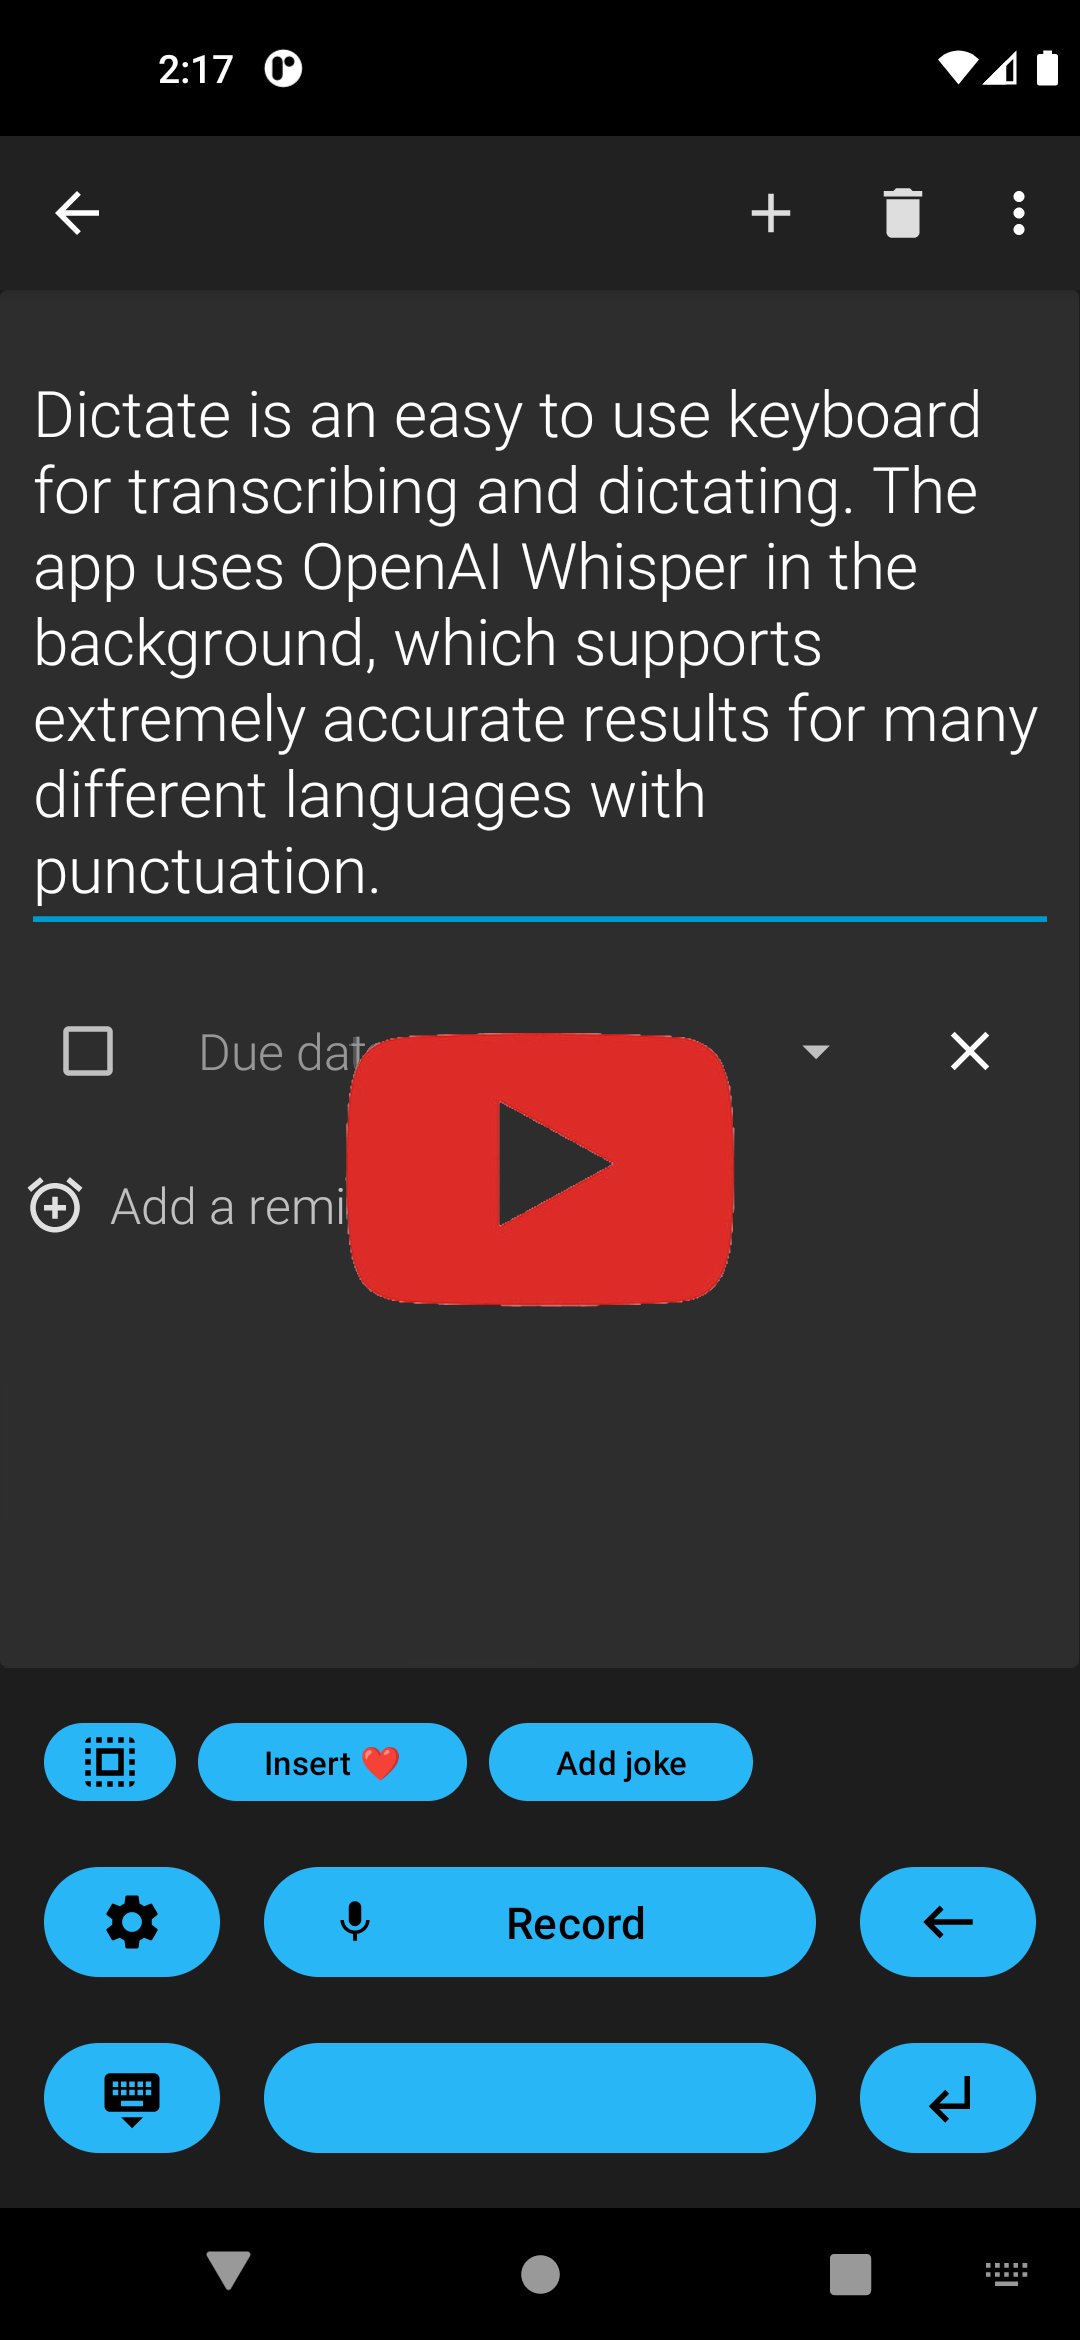 2:17
Dictate is an easy to use keyboard
for transcribing and dictating. The
app uses OpenAI Whisper in the
background, which supports
extremely accurate results for many
different languages with
punctuation.
Due dat
Add a remi
Insert ❤️ Add joke
Record